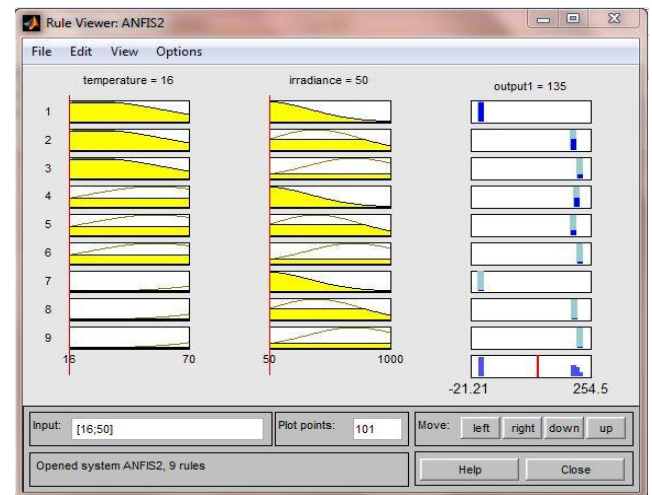 Rule Viewer: ANFIS2
File Edit View Options
temperature = 16 irradiance = 50 output1 = 135
1
2
3
4
5
6
7
8
9
16 70 50 1000
-21.21 254.5
Input: [16;50] Plot points: 101 Move: left right down up
Opened system ANFIS2, 9 rules Help Close